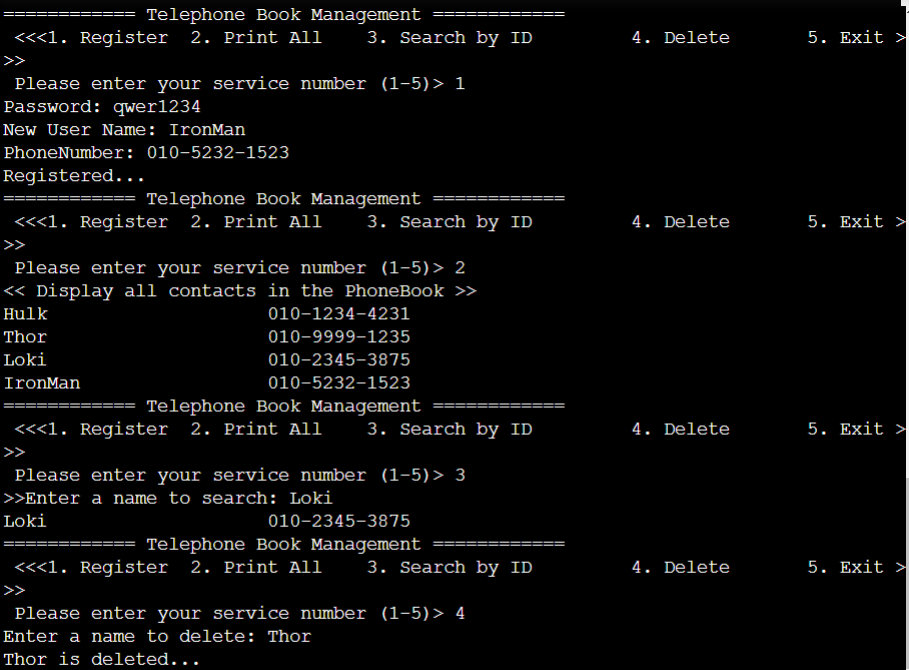 ============ Telephone Book Management ============
 <<<1. Register  2. Print All    3. Search by ID         4. Delete       5. Exit >
>>
 Please enter your service number (1-5)> 1
Password: qwer1234
New User Name: IronMan
PhoneNumber: 010-5232-1523
Registered...
============ Telephone Book Management ============
 <<<1. Register  2. Print All    3. Search by ID         4. Delete       5. Exit >
>>
 Please enter your service number (1-5)> 2
<< Display all contacts in the PhoneBook >>
Hulk                    010-1234-4231
Thor                    010-9999-1235
Loki                    010-2345-3875
IronMan                 010-5232-1523
============ Telephone Book Management ============
 <<<1. Register  2. Print All    3. Search by ID         4. Delete       5. Exit >
>>
 Please enter your service number (1-5)> 3
>>Enter a name to search: Loki
Loki                    010-2345-3875
============ Telephone Book Management ============
 <<<1. Register  2. Print All    3. Search by ID         4. Delete       5. Exit >
>>
 Please enter your service number (1-5)> 4
Enter a name to delete: Thor
Thor is deleted...